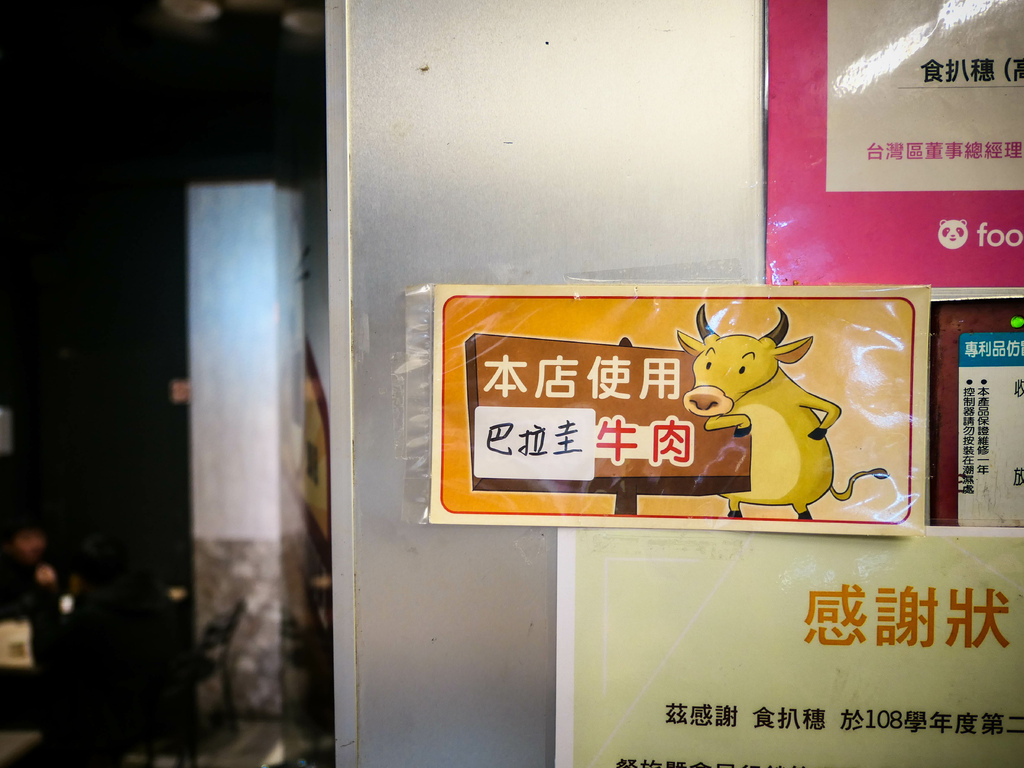 食扒穗 (高
台灣區董事總經理
foo
本店使用
巴拉圭牛肉
專利品仿
●本產品保證維修一年
●控制器請勿按裝在潮濕處
感謝狀
茲感謝 食扒穗 於108學年度第二